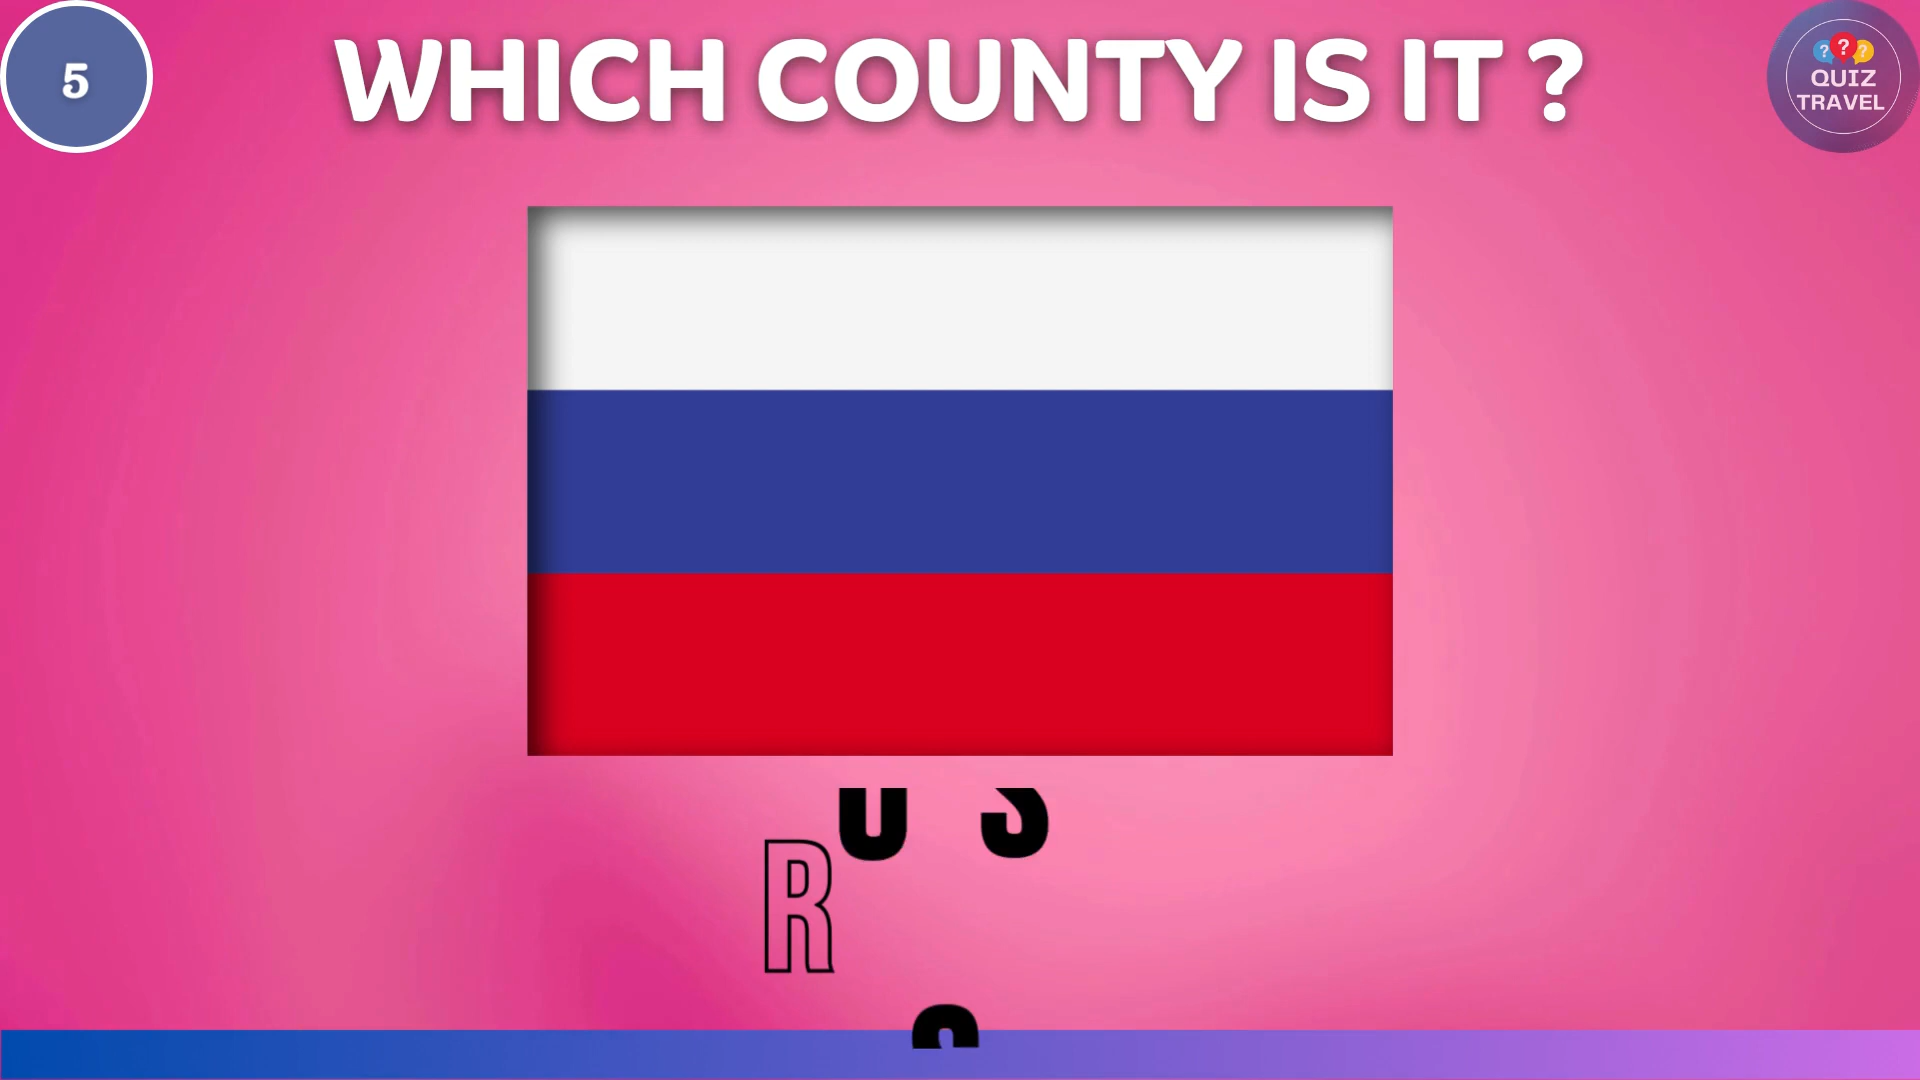 5
WHICH COUNTY IS IT ?
? ? ?
QUIZ
TRAVEL
R